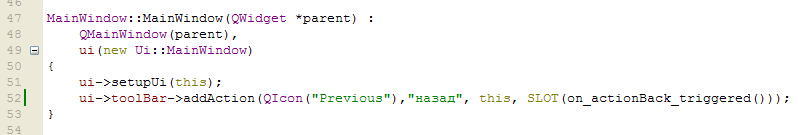 46
47 MainWindow::MainWindow(QWidget *parent) :
48 QMainWindow(parent),
49 ui(new Ui::MainWindow)
50 {
51 ui->setupUi(this);
52 ui->toolBar->addAction(QIcon("Previous"),"назад", this, SLOT(on_actionBack_triggered()));
53 }
54